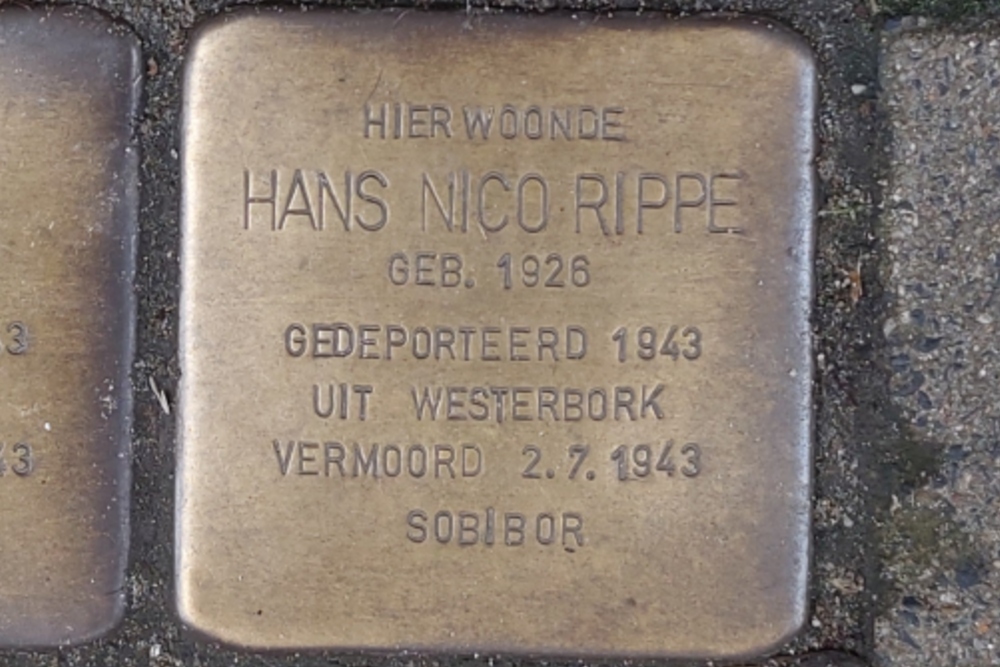 HIER WOONDE
HANS NICO RIPPE
GEB. 1926
GEDEPORTEERD 1943
UIT WESTERBORK
VERMOORD 2.7.1943
SOBIBOR